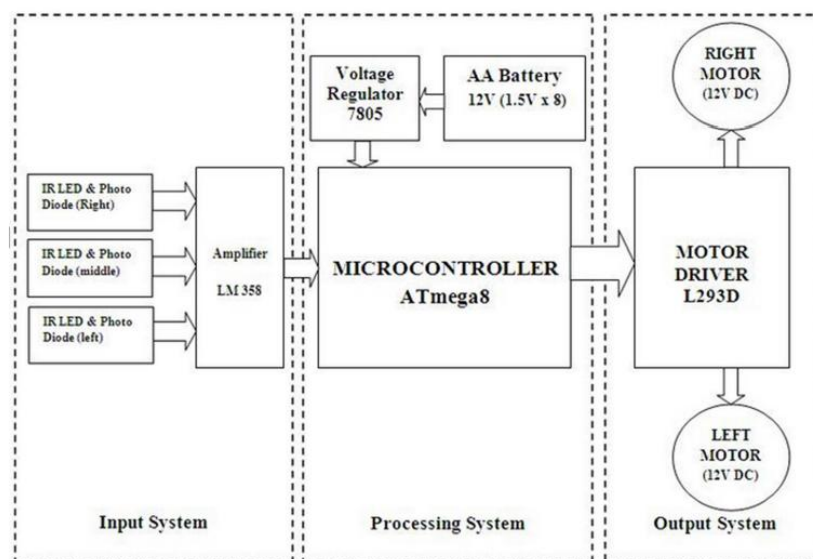 IR LED & Photo
Diode (Right)
IR LED & Photo
Diode (middle)
IR LED & Photo
Diode (left)
Amplifier
LM 358
Input System
Voltage
Regulator
7805
AA Battery
12V (1.5V x 8)
MICROCONTROLLER
ATmega8
Processing System
RIGHT
MOTOR
(12V DC)
MOTOR
DRIVER
L293D
LEFT
MOTOR
(12V DC)
Output System